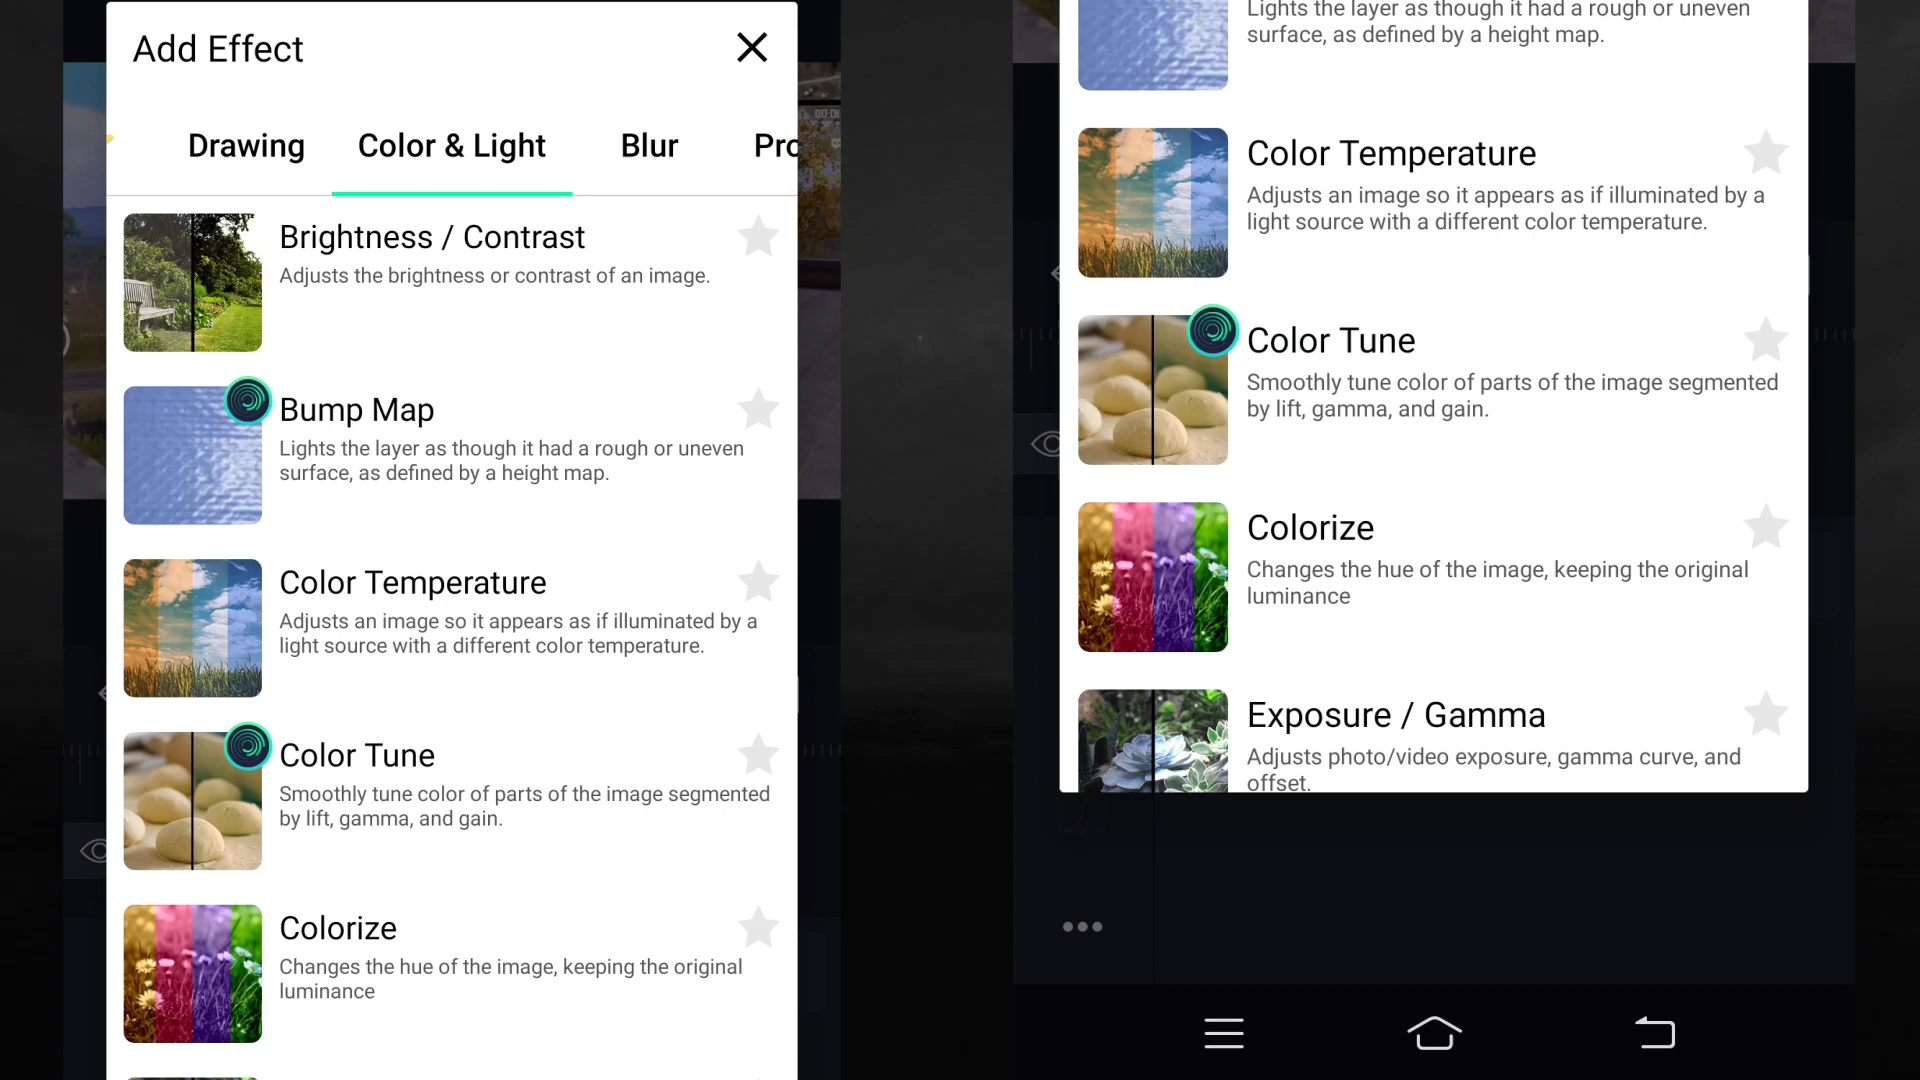 Add Effect
Drawing
Color & Light
Blur
Pro
Brightness / Contrast
Adjusts the brightness or contrast of an image.
Bump Map
Lights the layer as though it had a rough or uneven
surface, as defined by a height map.
Color Temperature
Adjusts an image so it appears as if illuminated by a
light source with a different color temperature.
Color Tune
Smoothly tune color of parts of the image segmented
by lift, gamma, and gain.
Colorize
Changes the hue of the image, keeping the original
luminance
Lights the layer as though it had a rough or uneven
surface, as defined by a height map.
Color Temperature
Adjusts an image so it appears as if illuminated by a
light source with a different color temperature.
Color Tune
Smoothly tune color of parts of the image segmented
by lift, gamma, and gain.
Colorize
Changes the hue of the image, keeping the original
luminance
Exposure / Gamma
Adjusts photo/video exposure, gamma curve, and
offset.